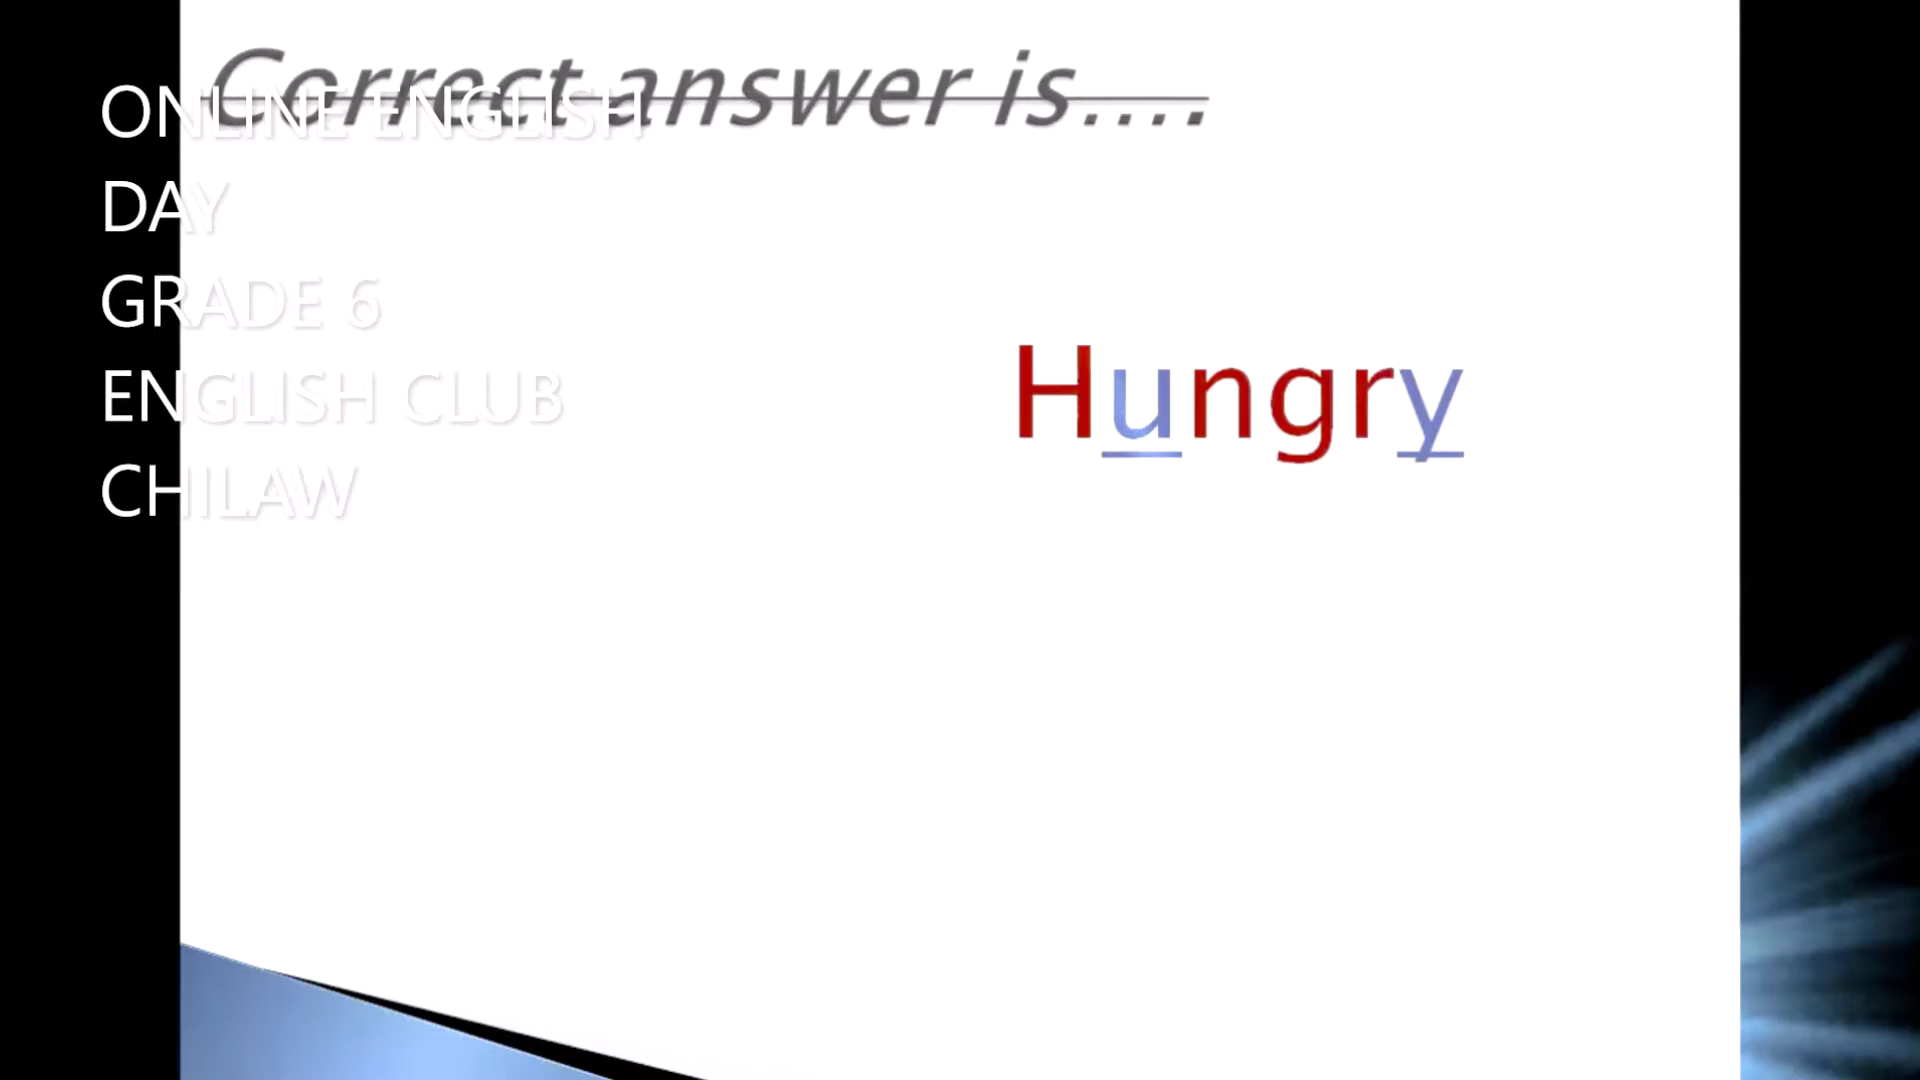 Correct answer is....
ONLINE ENGLISH
DAY
GRADE 6
ENGLISH CLUB
CHILAW
Hungry